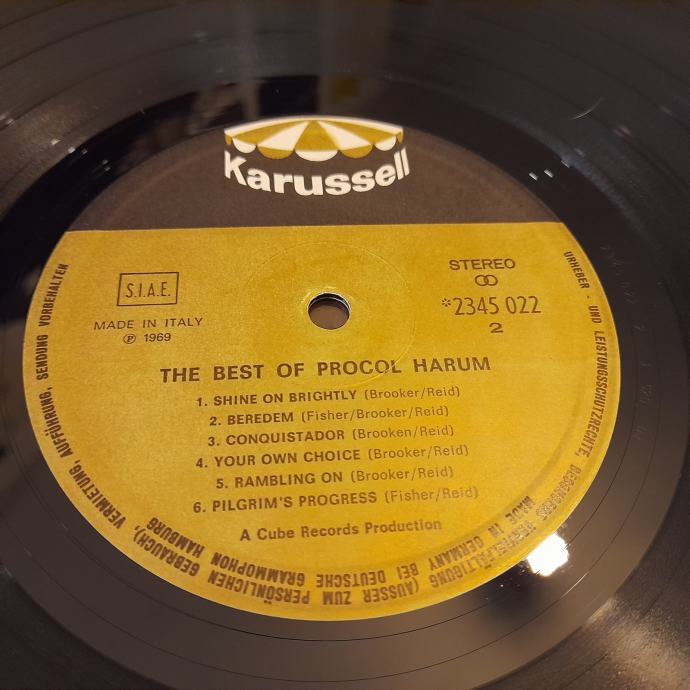 Karussell
S.I.A.E.
MADE IN ITALY
℗ 1969
STEREO
*2345 022
2
THE BEST OF PROCOL HARUM
1. SHINE ON BRIGHTLY (Brooker/Reid)
2. BEREDEM (Fisher/Brooker/Reid)
3. CONQUISTADOR (Brooken/Reid)
4. YOUR OWN CHOICE (Brooker/Reid)
5. RAMBLING ON (Brooker/Reid)
6. PILGRIM'S PROGRESS (Fisher/Reid)
A Cube Records Production
URHEBER - UND LEISTUNGSSCHUTZRECHTE, BESONDERS VERVIELFÄLTIGUNG (AUSSER ZUM PERSÖNLICHEN GEBRAUCH), VERMIETUNG AUFFÜHRUNG, SENDUNG VORBEHALTEN
MADE IN GERMANY BEI DEUTSCHE GRAMMOPHON HAMBURG